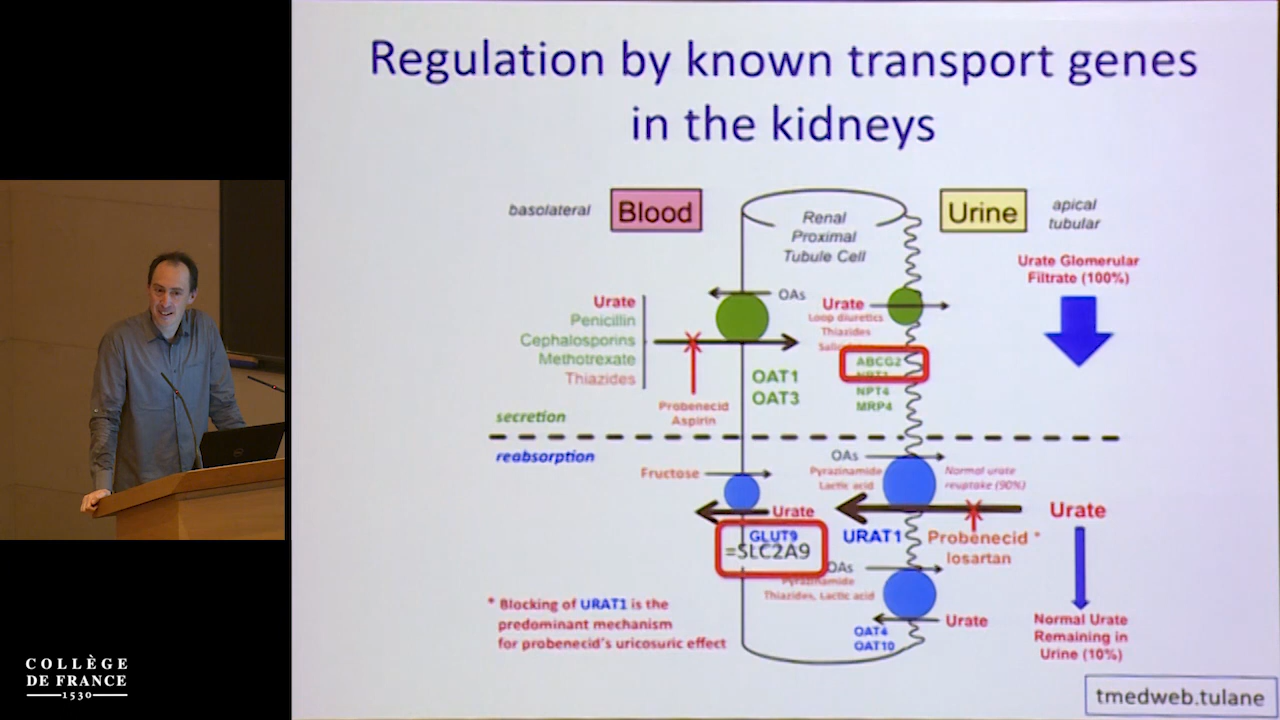 Regulation by known transport genes
in the kidneys
basolateral
Blood
Renal
Proximal
Tubule Cell
Urine
apical
tubular
Urate Glomerular
Filtrate (100%)
OAs
Urate
Penicillin
Cephalosporins
Methotrexate
Thiazides
Urate
Loop diuretics
Thiazides
ABCG2
NPT4
MRP4
OAT1
OAT3
Probenecid
Aspirin
secretion
reabsorption
Fructose
Urate
GLUT9
=SLC2A9
OAs
Pyrazinamide
Lactic acid
Normal urate
reuptake (90%)
URAT1
Urate
Probenecid *
losartan
OAs
Pyrazinamide
Thiazides, Lactic acid
Urate
OAT4
OAT10
* Blocking of URAT1 is the
predominant mechanism
for probenecid's uricosuric effect
Normal Urate
Remaining in
Urine (10%)
tmedweb.tulane
COLLÈGE
DE FRANCE
1530